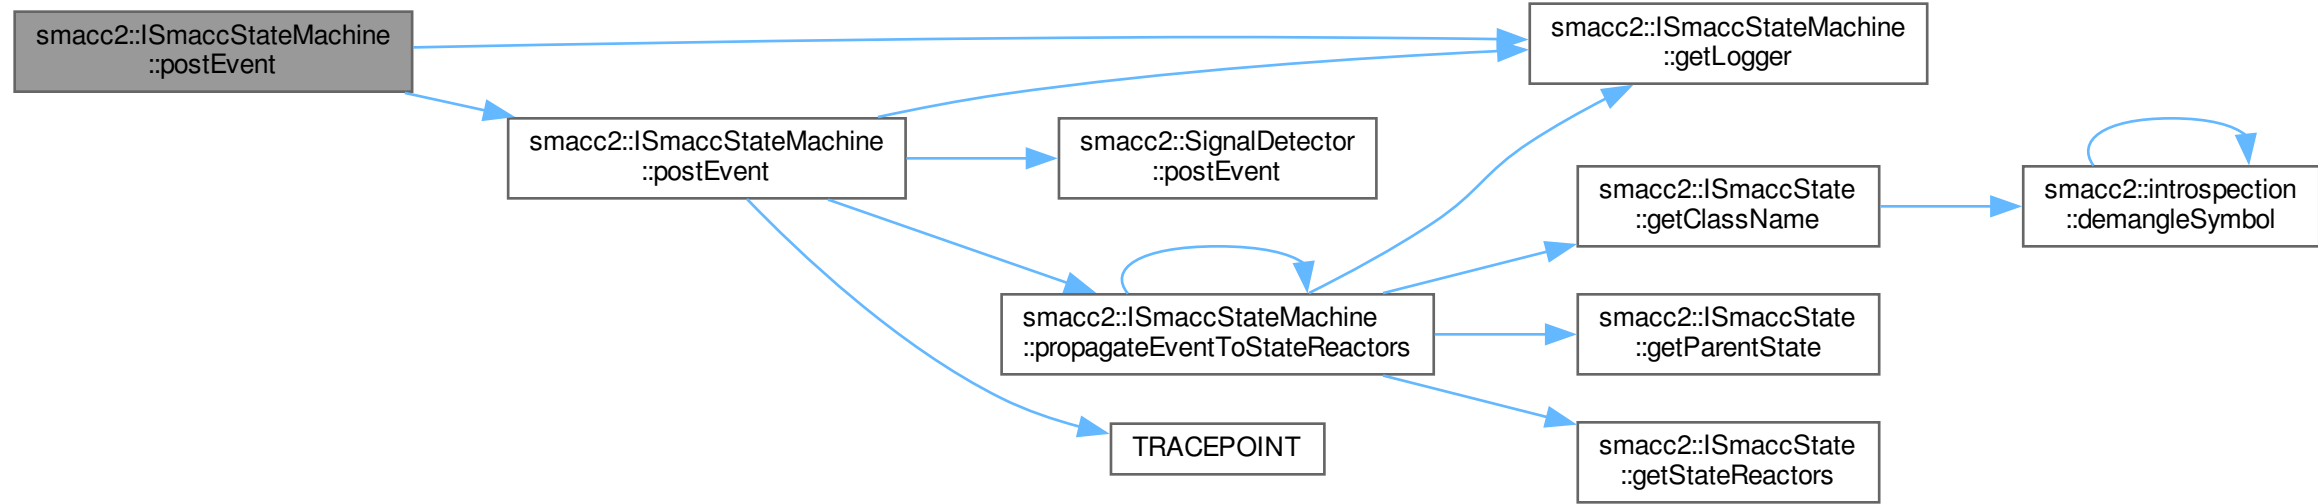 smacc2::ISmaccStateMachine
::postEvent
smacc2::ISmaccStateMachine
::getLogger
smacc2::ISmaccStateMachine
::postEvent
smacc2::SignalDetector
::postEvent
smacc2::ISmaccState
::getClassName
smacc2::introspection
::demangleSymbol
smacc2::ISmaccStateMachine
::propagateEventToStateReactors
smacc2::ISmaccState
::getParentState
TRACEPOINT
smacc2::ISmaccState
::getStateReactors